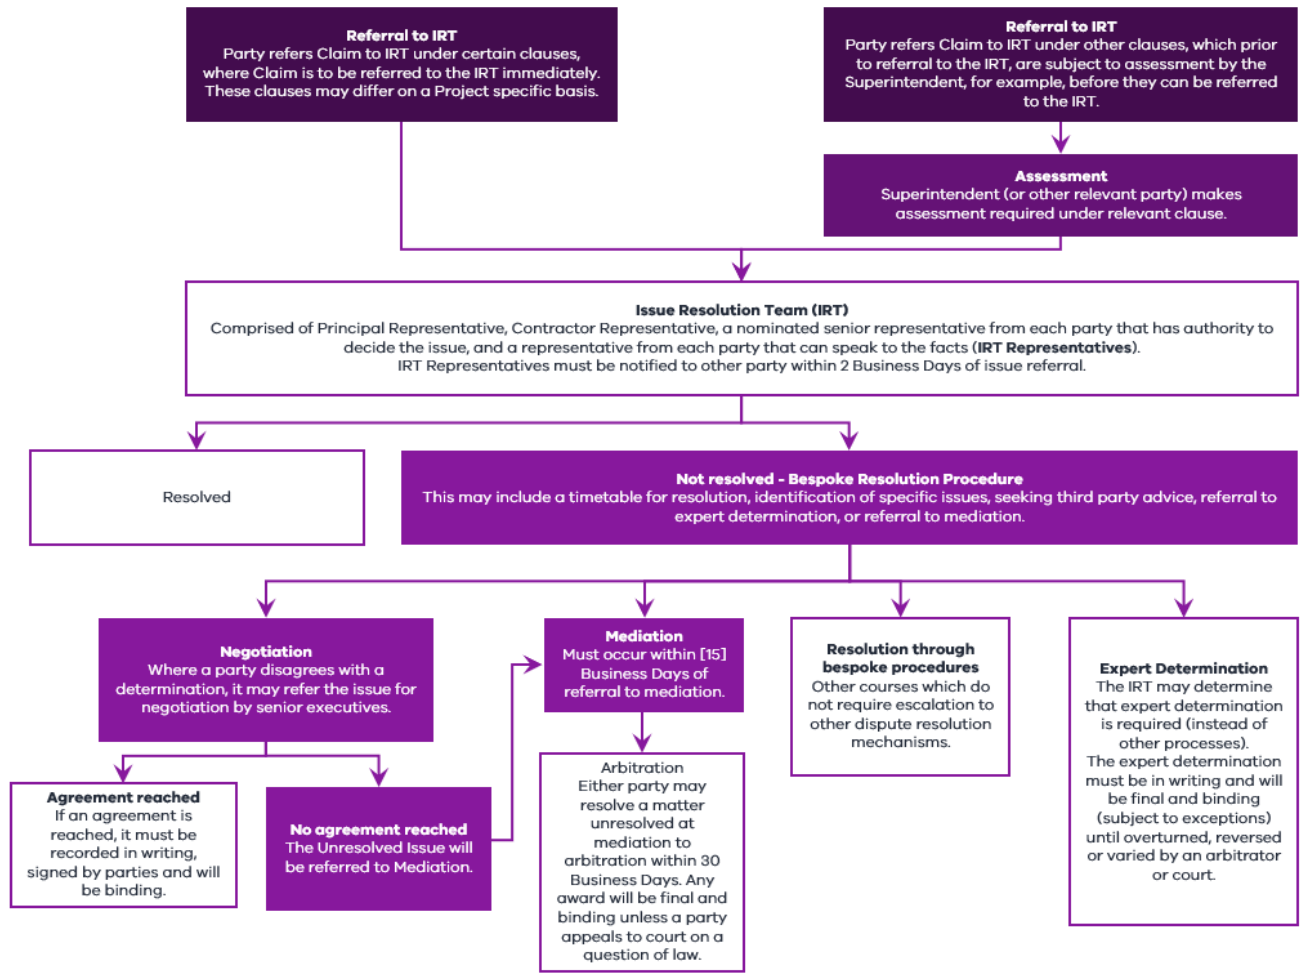 Referral to IRT
Party refers Claim to IRT under certain clauses,
where Claim is to be referred to the IRT immediately.
These clauses may differ on a Project specific basis.
Referral to IRT
Party refers Claim to IRT under other clauses, which prior
to referral to the IRT, are subject to assessment by the
Superintendent, for example, before they can be referred
to the IRT.
Assessment
Superintendent (or other relevant party) makes
assessment required under relevant clause.
Issue Resolution Team (IRT)
Comprised of Principal Representative, Contractor Representative, a nominated senior representative from each party that has authority to
decide the issue, and a representative from each party that can speak to the facts (IRT Representatives).
IRT Representatives must be notified to other party within 2 Business Days of issue referral.
Resolved
Not resolved - Bespoke Resolution Procedure
This may include a timetable for resolution, identification of specific issues, seeking third party advice, referral to
expert determination, or referral to mediation.
Negotiation
Where a party disagrees with a
determination, it may refer the issue for
negotiation by senior executives.
Agreement reached
If an agreement is
reached, it must be
recorded in writing,
signed by parties and will
be binding.
No agreement reached
The Unresolved Issue will
be referred to Mediation.
Mediation
Must occur within [15]
Business Days of
referral to mediation.
Arbitration
Either party may
resolve a matter
unresolved at
mediation to
arbitration within 30
Business Days. Any
award will be final and
binding unless a party
appeals to court on a
question of law.
Resolution through
bespoke procedures
Other courses which do
not require escalation to
other dispute resolution
mechanisms.
Expert Determination
The IRT may determine
that expert determination
is required (instead of
other processes).
The expert determination
must be in writing and will
be final and binding
(subject to exceptions)
until overturned, reversed
or varied by an arbitrator
or court.